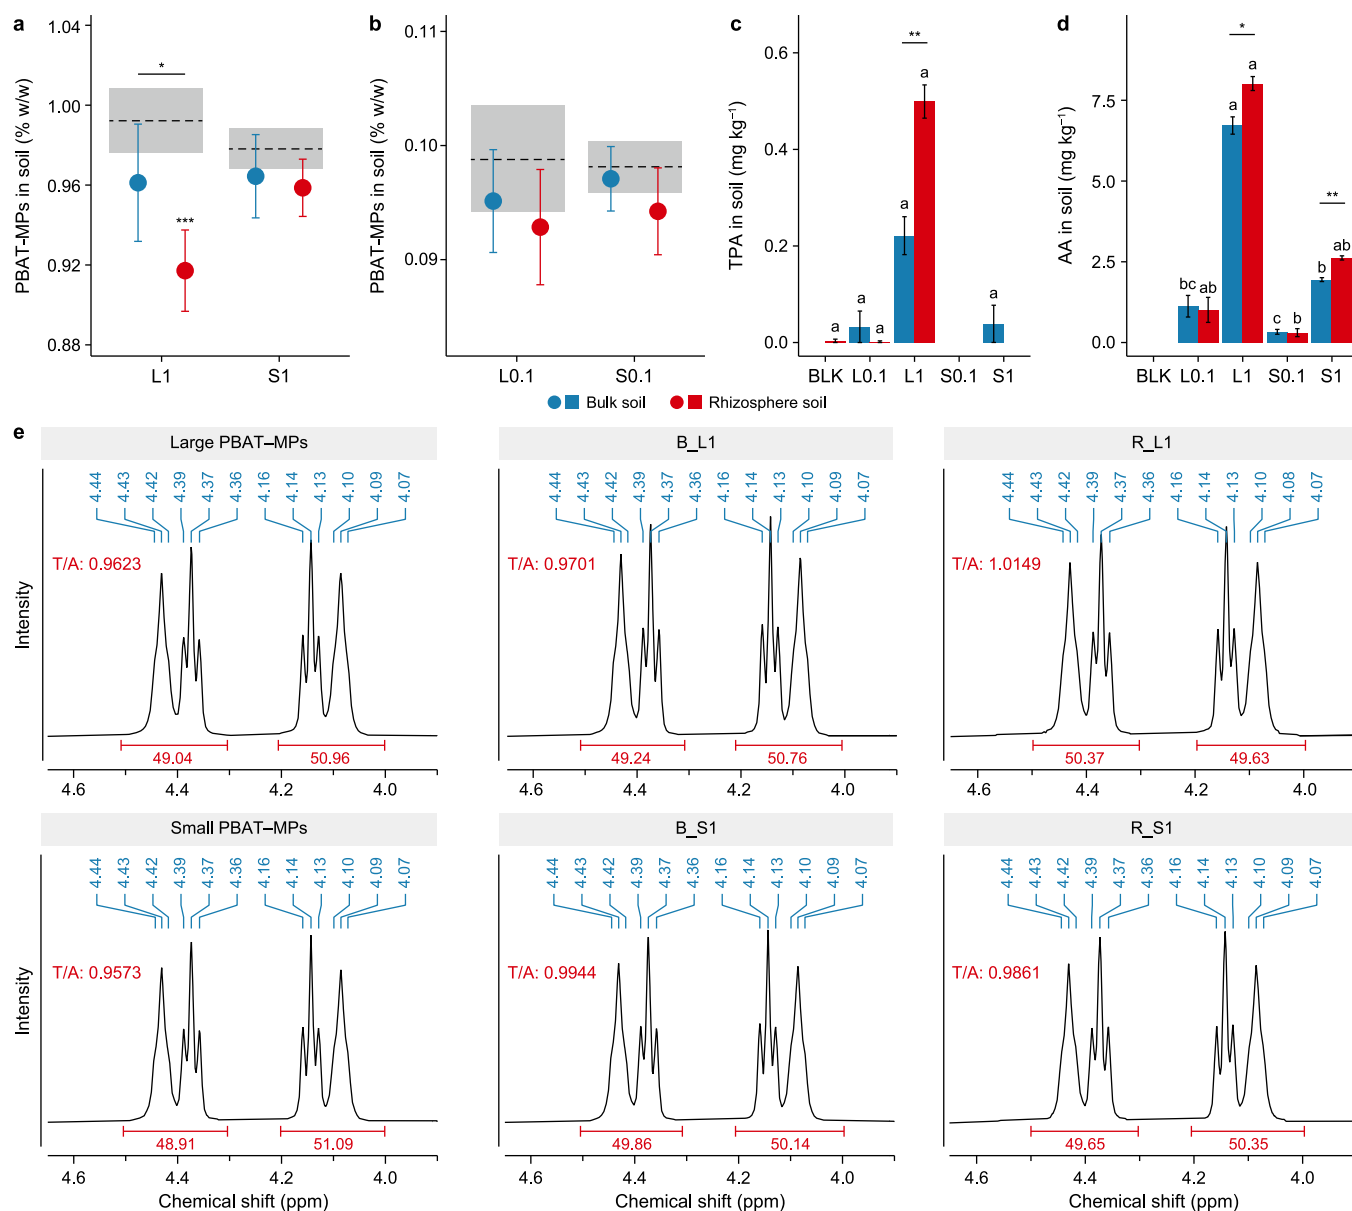 a
PBAT-MPs in soil (% w/w)
1.04
1.00
0.96
0.92
0.88
*
***
L1 S1
b
PBAT-MPs in soil (% w/w)
0.11
0.10
0.09
L0.1 S0.1
c
TPA in soil (mg kg⁻¹)
0.6
0.4
0.2
0.0
**
a a a a a a
BLK L0.1 L1 S0.1 S1
d
AA in soil (mg kg⁻¹)
7.5
5.0
2.5
0.0
*
**
bc ab a a c b b ab
BLK L0.1 L1 S0.1 S1
Bulk soil Rhizosphere soil
e
Large PBAT–MPs
4.44 4.43 4.42 4.39 4.37 4.36 4.16 4.14 4.13 4.10 4.09 4.07
T/A: 0.9623
Intensity
49.04 50.96
4.6 4.4 4.2 4.0
B_L1
4.44 4.43 4.42 4.39 4.37 4.36 4.16 4.14 4.13 4.10 4.09 4.07
T/A: 0.9701
49.24 50.76
4.6 4.4 4.2 4.0
R_L1
4.44 4.43 4.42 4.39 4.37 4.36 4.16 4.14 4.13 4.10 4.08 4.07
T/A: 1.0149
50.37 49.63
4.6 4.4 4.2 4.0
Small PBAT–MPs
4.44 4.43 4.42 4.39 4.37 4.36 4.16 4.14 4.13 4.10 4.09 4.07
T/A: 0.9573
Intensity
48.91 51.09
4.6 4.4 4.2 4.0
Chemical shift (ppm)
B_S1
4.44 4.43 4.42 4.39 4.37 4.36 4.16 4.14 4.13 4.10 4.09 4.07
T/A: 0.9944
49.86 50.14
4.6 4.4 4.2 4.0
Chemical shift (ppm)
R_S1
4.44 4.43 4.42 4.39 4.37 4.36 4.16 4.14 4.13 4.10 4.09 4.07
T/A: 0.9861
49.65 50.35
4.6 4.4 4.2 4.0
Chemical shift (ppm)